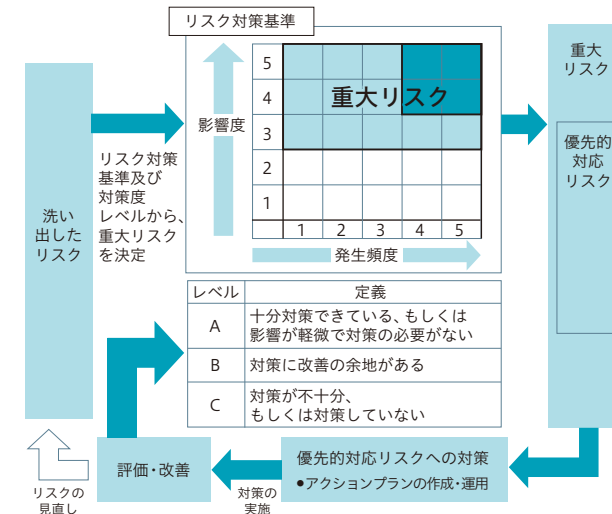 リスク対策基準
影響度
5
4
3
2
1
重大リスク
1 2 3 4 5
発生頻度
洗い
出した
リスク
リスク対策
基準及び
対策度
レベルから、
重大リスク
を決定
重大
リスク
優先的
対応
リスク
レベル 定義
A 十分対策できている、もしくは
影響が軽微で対策の必要がない
B 対策に改善の余地がある
C 対策が不十分、
もしくは対策していない
優先的対応リスクへの対策
●アクションプランの作成・運用
対策の
実施
評価・改善
リスクの
見直し